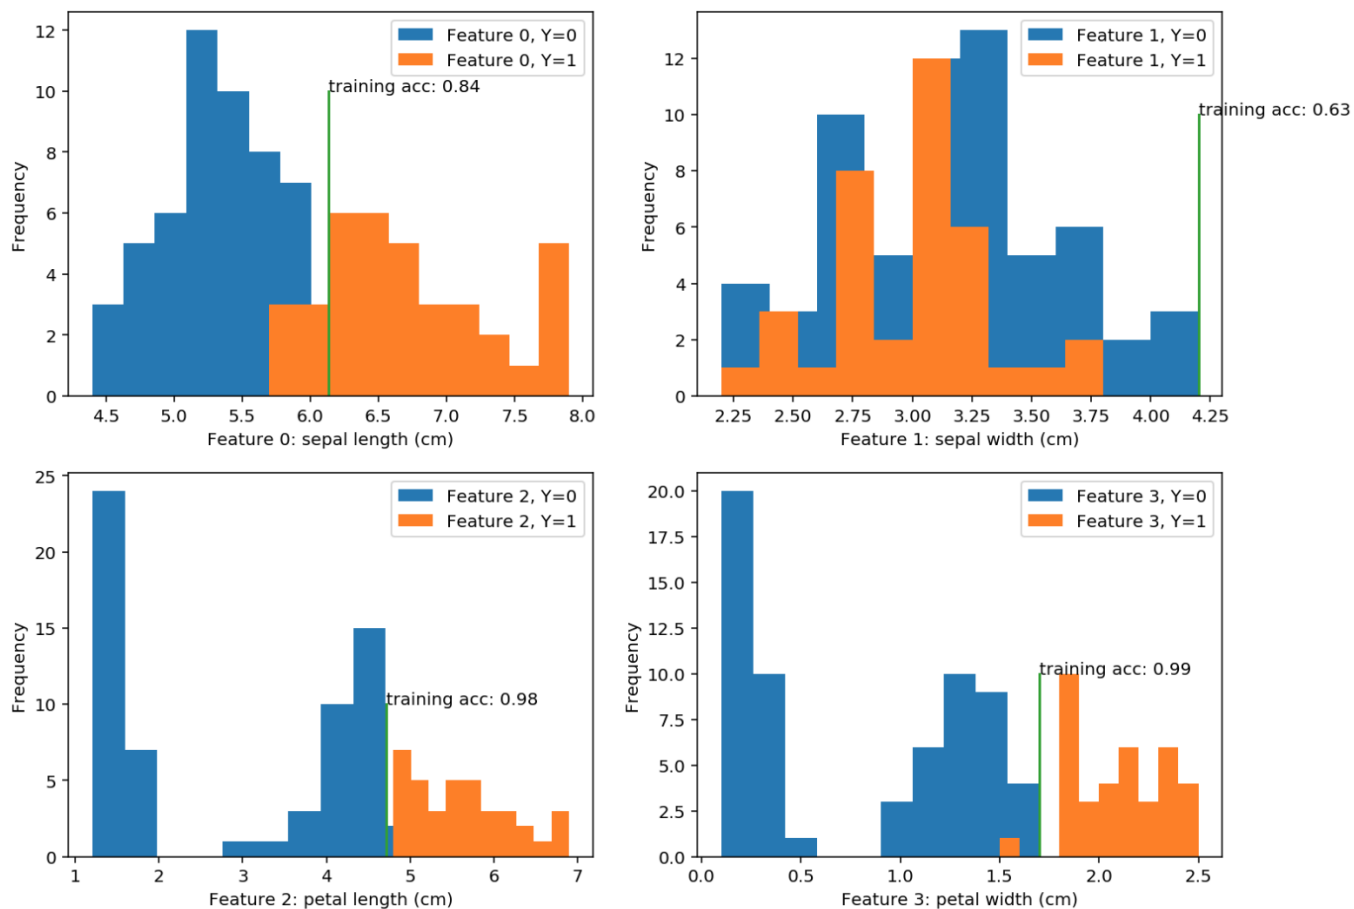 Feature 0, Y=0
Feature 0, Y=1
training acc: 0.84
12
10
8
6
4
2
0
Frequency
4.5 5.0 5.5 6.0 6.5 7.0 7.5 8.0
Feature 0: sepal length (cm)
Feature 1, Y=0
Feature 1, Y=1
training acc: 0.63
12
10
8
6
4
2
0
Frequency
2.25 2.50 2.75 3.00 3.25 3.50 3.75 4.00 4.25
Feature 1: sepal width (cm)
Feature 2, Y=0
Feature 2, Y=1
training acc: 0.98
25
20
15
10
5
0
Frequency
1 2 3 4 5 6 7
Feature 2: petal length (cm)
Feature 3, Y=0
Feature 3, Y=1
training acc: 0.99
20.0
17.5
15.0
12.5
10.0
7.5
5.0
2.5
0.0
Frequency
0.0 0.5 1.0 1.5 2.0 2.5
Feature 3: petal width (cm)